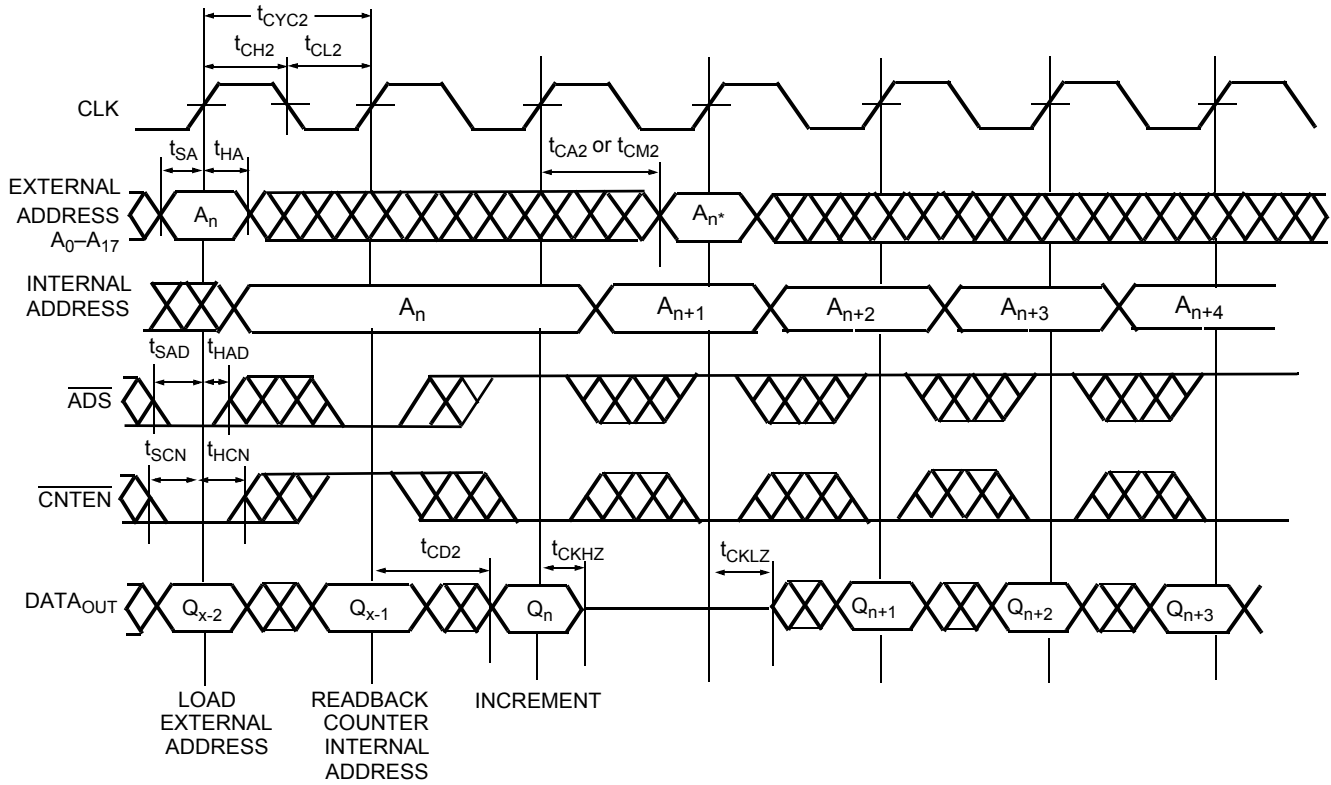 tCYC2
tCH2 tCL2
CLK
tSA tHA tCA2 or tCM2
EXTERNAL
ADDRESS
A0–A17
An An*
INTERNAL
ADDRESS
An An+1 An+2 An+3 An+4
tSAD tHAD
ADS
tSCN tHCN
CNTEN
tCD2 tCKHZ tCKLZ
DATAOUT
Qx-2 Qx-1 Qn Qn+1 Qn+2 Qn+3
LOAD
EXTERNAL
ADDRESS
READBACK
COUNTER
INTERNAL
ADDRESS
INCREMENT